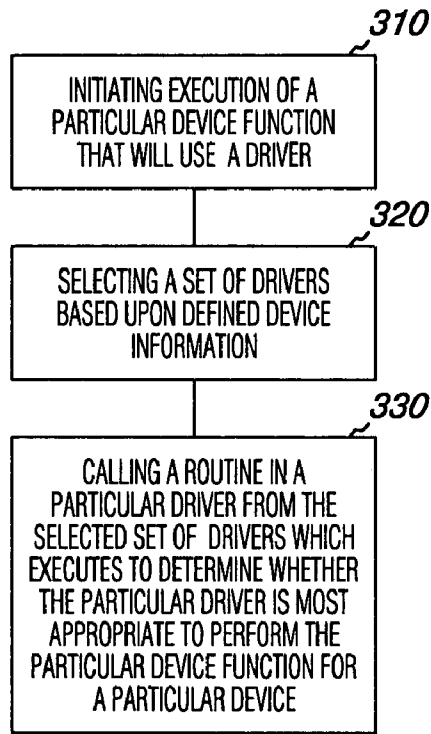 310
INITIATING EXECUTION OF A
PARTICULAR DEVICE FUNCTION
THAT WILL USE A DRIVER
320
SELECTING A SET OF DRIVERS
BASED UPON DEFINED DEVICE
INFORMATION
330
CALLING A ROUTINE IN A
PARTICULAR DRIVER FROM THE
SELECTED SET OF DRIVERS WHICH
EXECUTES TO DETERMINE WHETHER
THE PARTICULAR DRIVER IS MOST
APPROPRIATE TO PERFORM THE
PARTICULAR DEVICE FUNCTION FOR
A PARTICULAR DEVICE